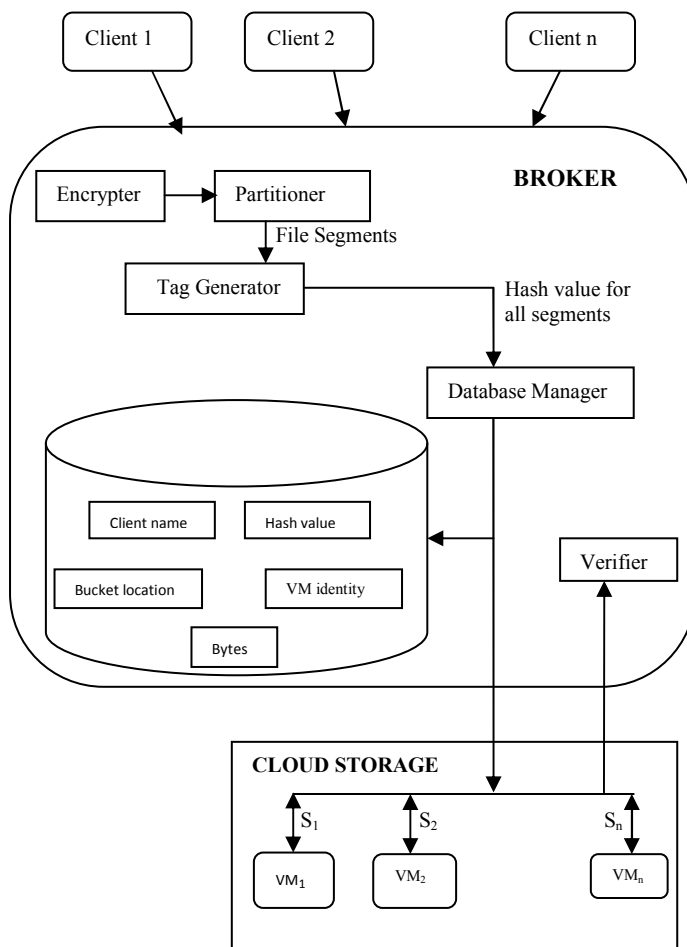 Client 1
Client 2
Client n
BROKER
Encrypter
Partitioner
File Segments
Tag Generator
Hash value for
all segments
Database Manager
Client name
Hash value
Bucket location
VM identity
Bytes
Verifier
CLOUD STORAGE
S₁
S₂
Sₙ
VM₁
VM₂
VMₙ